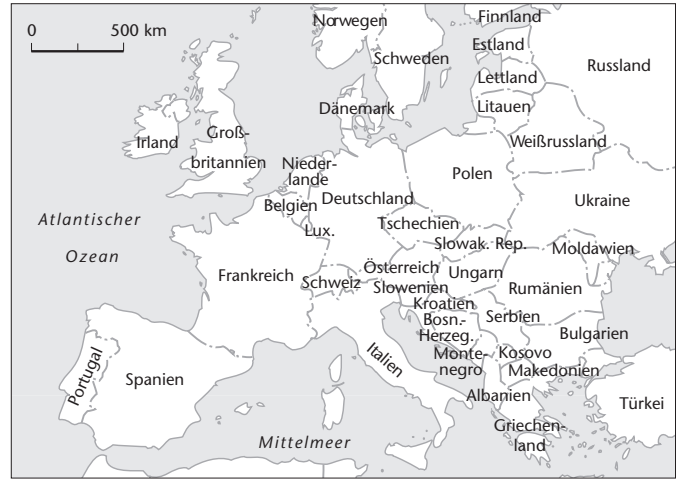 Norwegen
Finnland
0 500 km
Schweden
Estland
Russland
Lettland
Dänemark
Litauen
Irland
Groß-
britannien
Weißrussland
Nieder-
lande
Polen
Deutschland
Ukraine
Belgien
Atlantischer
Ozean
Tschechien
Lux.
Slowak. Rep.
Moldawien
Frankreich
Schweiz
Österreich
Ungarn
Slowenien
Rumänien
Kroatien
Bosn.-
Herzeg.
Serbien
Bulgarien
Italien
Monte-
negro
Kosovo
Makedonien
Portugal
Spanien
Albanien
Türkei
Griechen-
land
Mittelmeer